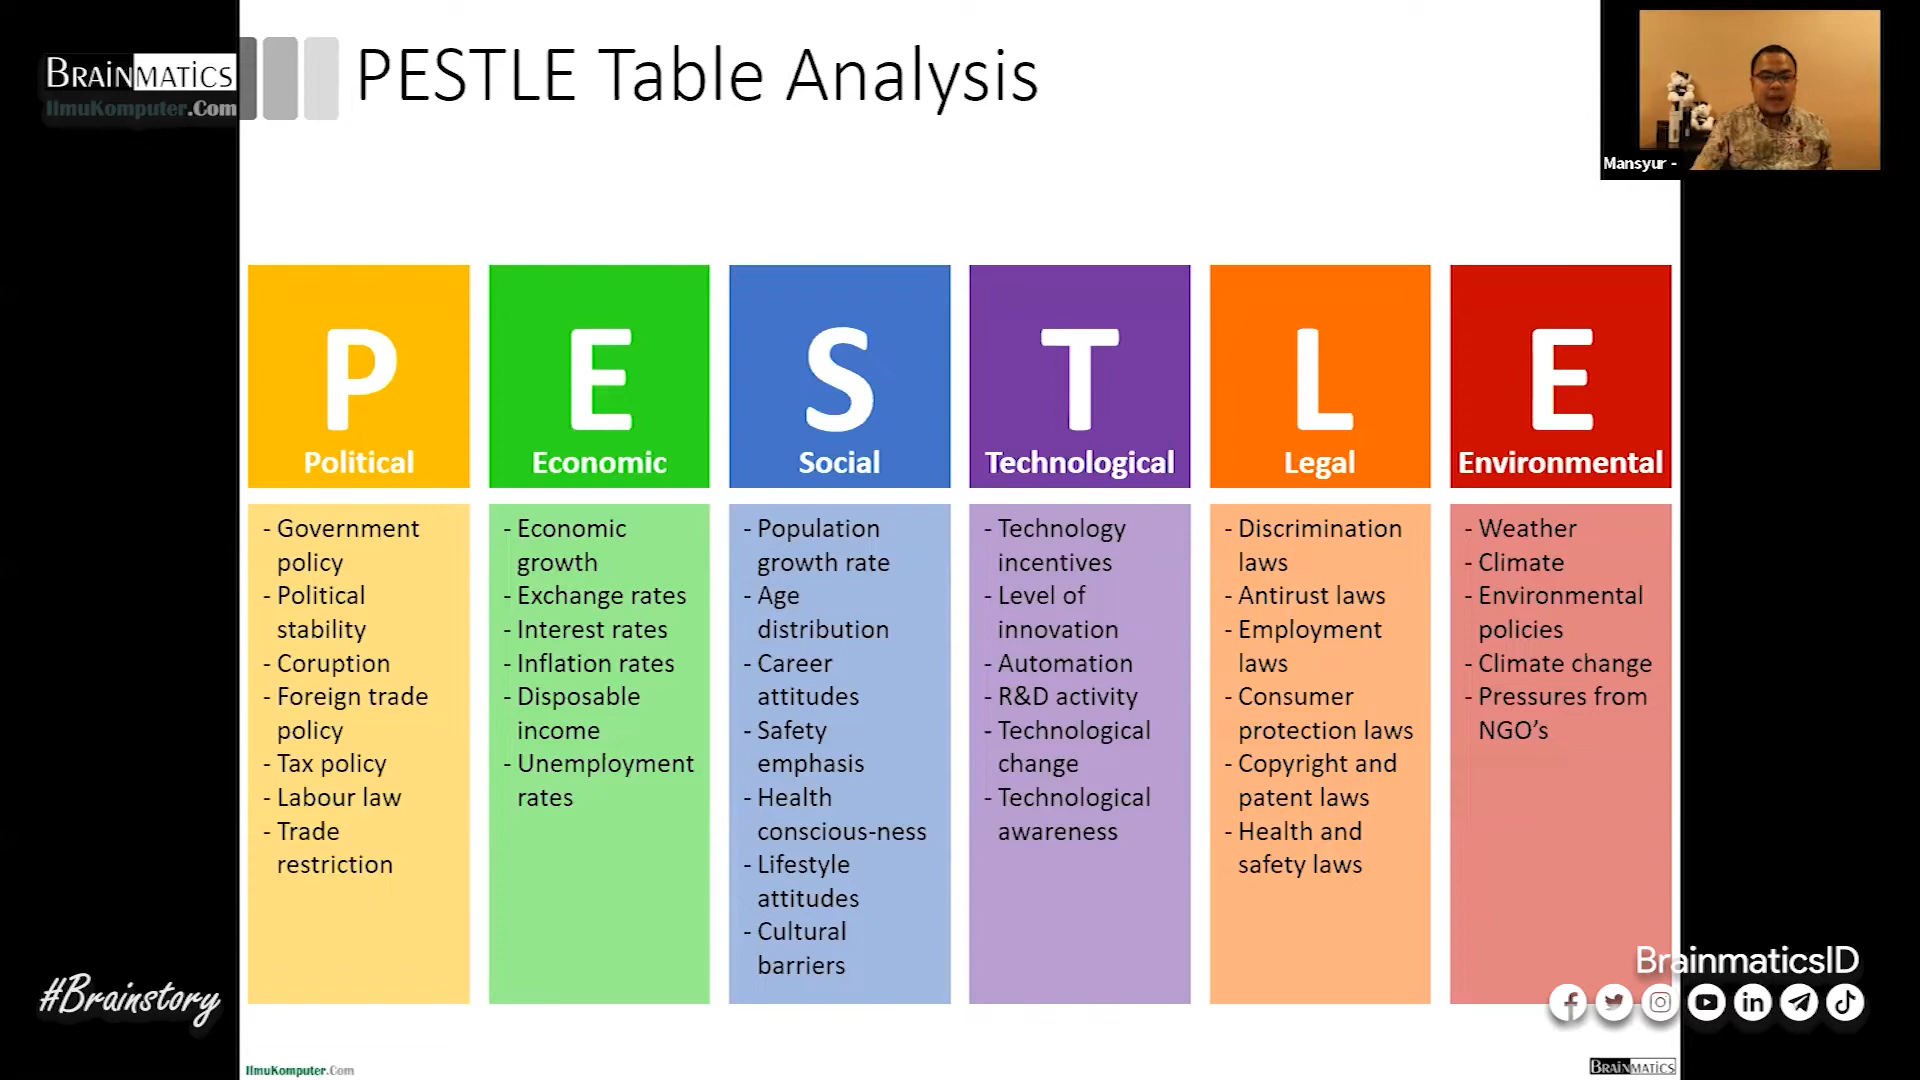 BRAINMATICS
IlmuKomputer.Com
PESTLE Table Analysis
Mansyur -
P
Political
- Government
policy
- Political
stability
- Coruption
- Foreign trade
policy
- Tax policy
- Labour law
- Trade
restriction
E
Economic
- Economic
growth
- Exchange rates
- Interest rates
- Inflation rates
- Disposable
income
- Unemployment
rates
S
Social
- Population
growth rate
- Age
distribution
- Career
attitudes
- Safety
emphasis
- Health
conscious-ness
- Lifestyle
attitudes
- Cultural
barriers
T
Technological
- Technology
incentives
- Level of
innovation
- Automation
- R&D activity
- Technological
change
- Technological
awareness
L
Legal
- Discrimination
laws
- Antirust laws
- Employment
laws
- Consumer
protection laws
- Copyright and
patent laws
- Health and
safety laws
E
Environmental
- Weather
- Climate
- Environmental
policies
- Climate change
- Pressures from
NGO's
#Brainstory
BrainmaticsID
IlmuKomputer.Com
BRAINMATICS